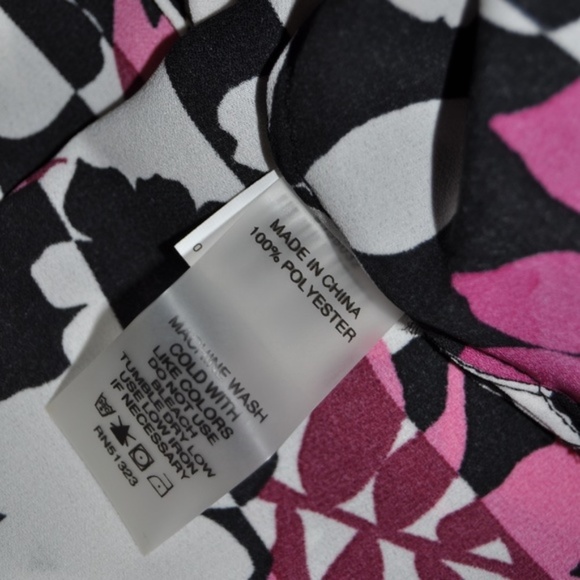 MADE IN CHINA
100% POLYESTER
MACHINE WASH
COLD WITH
LIKE COLORS
DO NOT USE
BLEACH
TUMBLE DRY LOW
USE LOW IRON
IF NECESSARY
RN51323
0